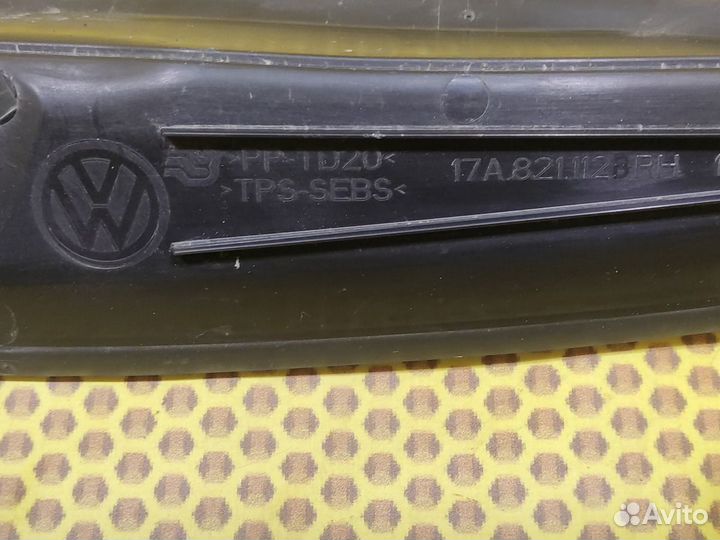 >PP-TD20<
>TPS-SEBS<
17A.821.112B RH
Avito